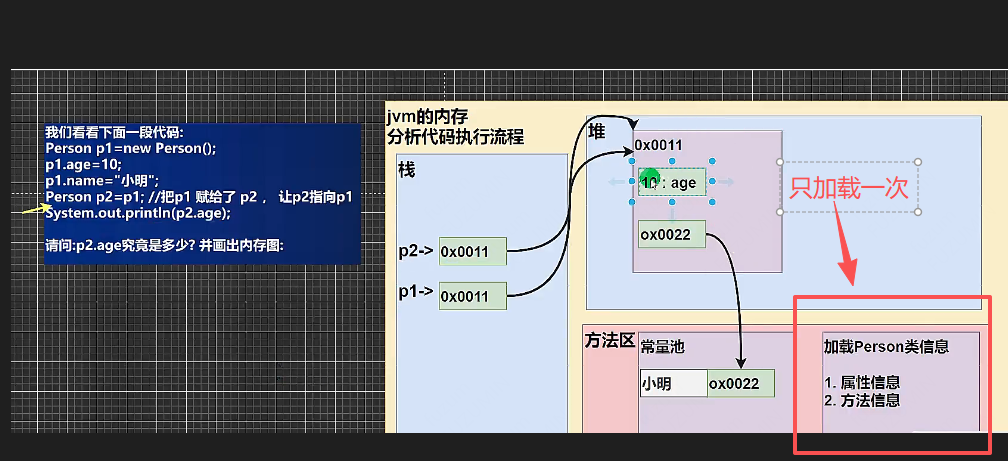 我们看看下面一段代码:
Person p1=new Person();
p1.age=10;
p1.name="小明";
Person p2=p1; //把p1 赋给了 p2 ， 让p2指向p1
System.out.println(p2.age);
请问:p2.age究竟是多少? 并画出内存图:
jvm的内存
分析代码执行流程
栈
p2->
0x0011
p1->
0x0011
堆
0x0011
10 : age
ox0022
只加载一次
方法区
常量池
小明
ox0022
加载Person类信息
1. 属性信息
2. 方法信息